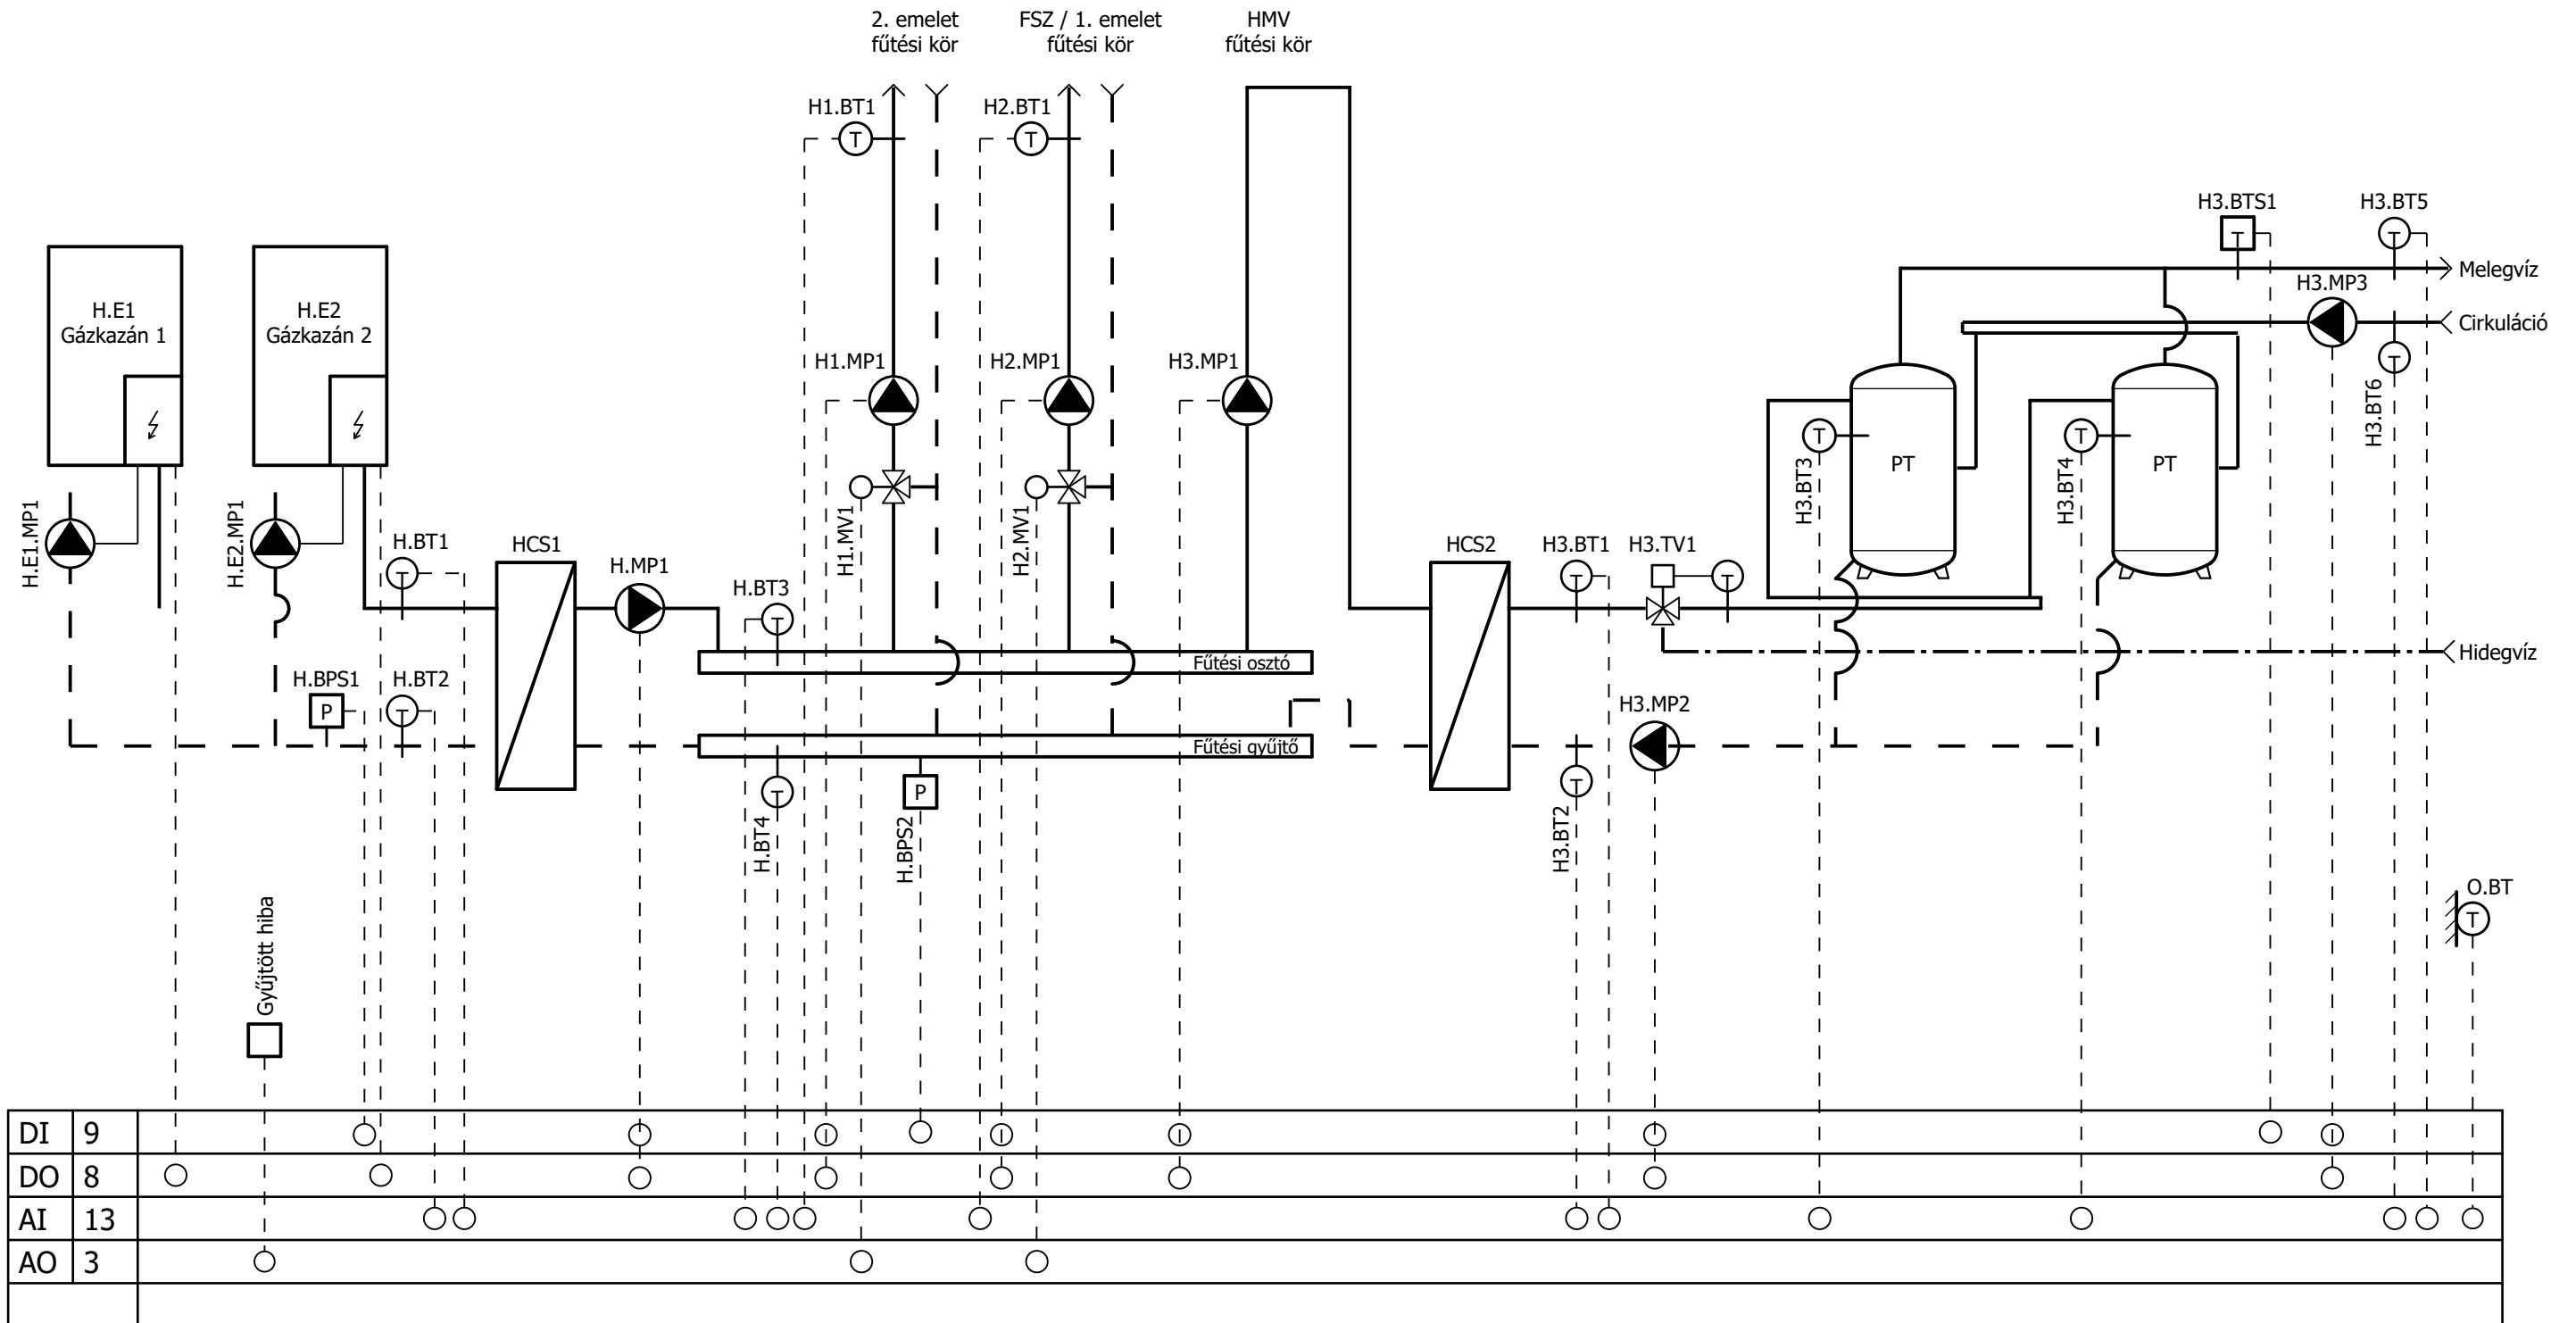 2. emelet
fűtési kör
FSZ / 1. emelet
fűtési kör
HMV
fűtési kör
H1.BT1
T
H2.BT1
T
H3.BTS1
T
H3.BT5
T
Melegvíz
H3.MP3
Cirkuláció
H3.BT6
T
H.E1
Gázkazán 1
H.E2
Gázkazán 2
H1.MP1
H2.MP1
H3.MP1
H3.BT3
T
PT
H3.BT4
T
PT
H.E1.MP1
H.E2.MP1
H.BT1
T
HCS1
H.MP1
H.BT3
T
H1.MV1
H2.MV1
HCS2
H3.BT1
T
H3.TV1
T
Fűtési osztó
Hidegvíz
H.BPS1
P
H.BT2
T
H3.MP2
Fűtési gyűjtő
H.BT4
T
H.BPS2
P
H3.BT2
T
Gyűjtött hiba
O.BT
T
DI 9
DO 8
AI 13
AO 3